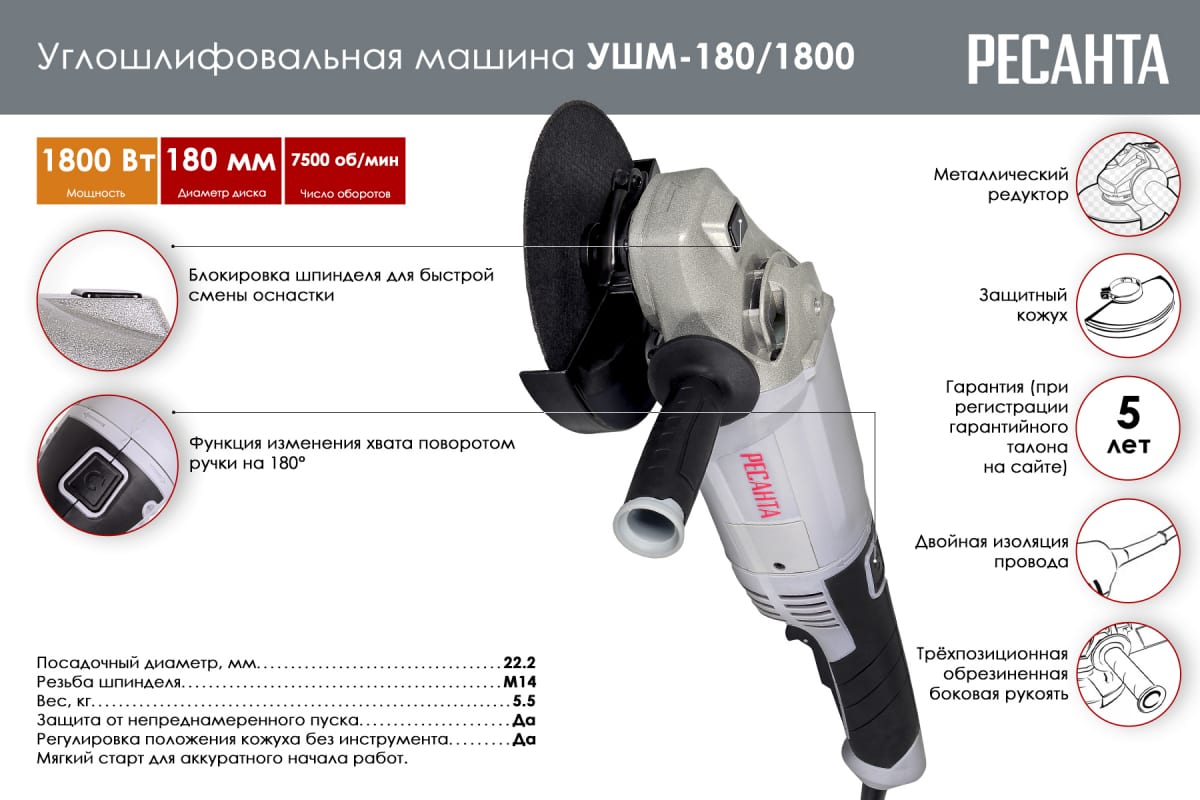 Углошлифовальная машина УШМ-180/1800
РЕСАНТА
1800 Вт
Мощность
180 мм
Диаметр диска
7500 об/мин
Число оборотов
Блокировка шпинделя для быстрой
смены оснастки
Функция изменения хвата поворотом
ручки на 180°
РЕСАНТА
Металлический
редуктор
Защитный
кожух
Гарантия (при
регистрации
гарантийного
талона
на сайте)
5
лет
Двойная изоляция
провода
Трёхпозиционная
обрезиненная
боковая рукоять
Посадочный диаметр, мм.................................22.2
Резьба шпинделя.............................................М14
Вес, кг.........................................................5.5
Защита от непреднамеренного пуска....................Да
Регулировка положения кожуха без инструмента.........Да
Мягкий старт для аккуратного начала работ.